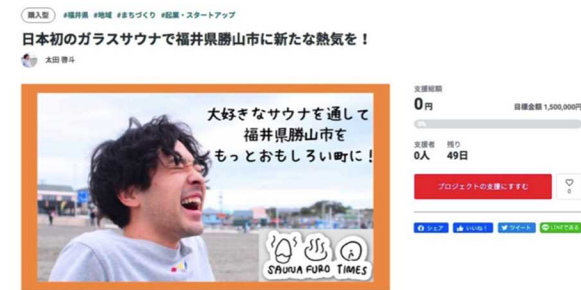 購入型 #福井県 #地域 #まちづくり #起業・スタートアップ
日本初のガラスサウナで福井県勝山市に新たな熱気を！
太田 啓斗
大好きなサウナを通して
福井県勝山市を
もっとおもしろい町に！
SAUNA FURO TIMES
支援総額
0円
目標金額 1,500,000円
0%
支援者 残り
0人 49日
プロジェクトの支援にすすむ
0
シェア いいね！ ツイート LINEで送る